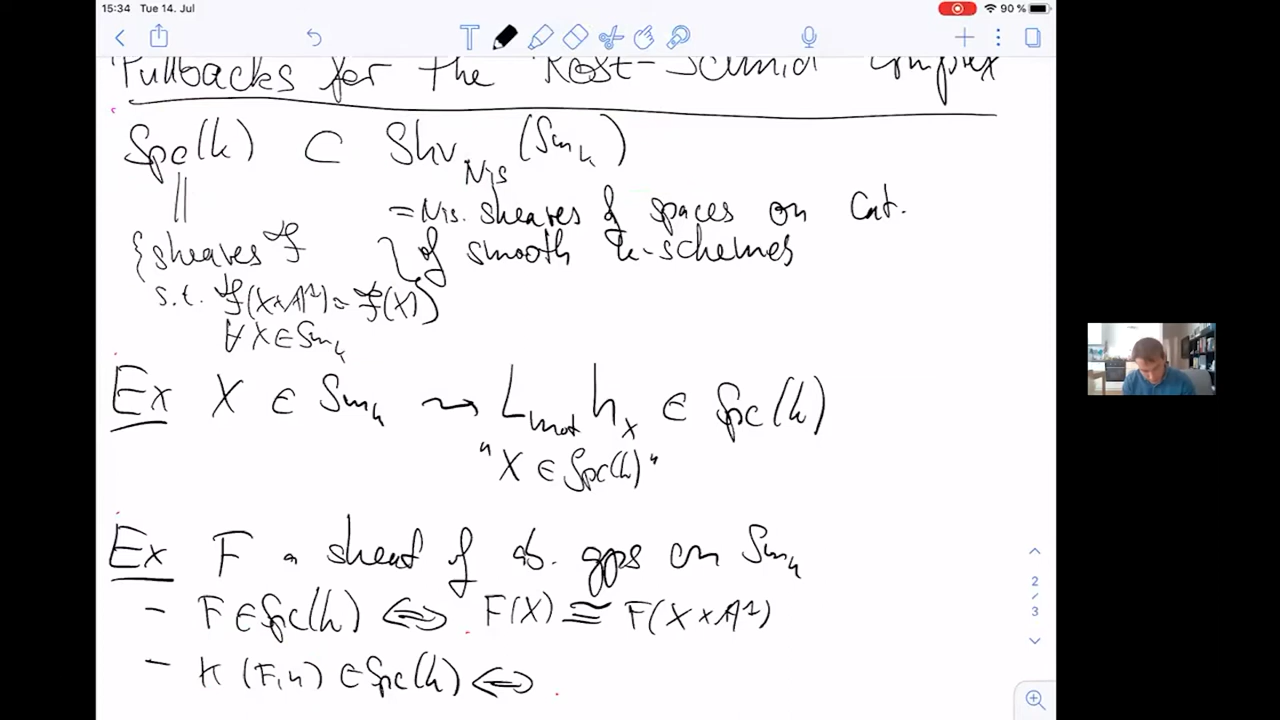 15:34 Tue 14. Jul
90 %
Pullbacks for the Rost-Schmid complex
Spc(k) ⊂ Shv_Nis (Sm_k)
||
= Nis. sheaves of spaces on cat.
{sheaves F } of smooth k-schemes
s.t. F(X×A¹) ≃ F(X)
∀ X ∈ Sm_k
Ex X ∈ Sm_k ⇝ L_mot h_X ∈ Spc(k)
"X ∈ Spc(k)"
Ex F a sheaf of ab. gps on Sm_k
- F ∈ Spc(k) ⇔ F(X) ≅ F(X×A¹)
- K(F,n) ∈ Spc(k) ⇔
2
/
3